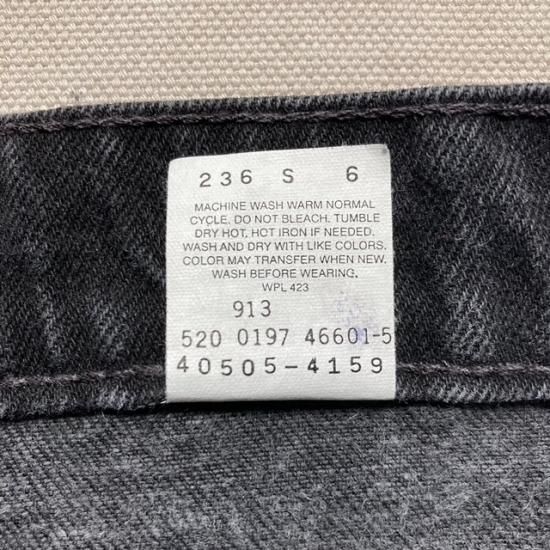 236 S 6
MACHINE WASH WARM NORMAL
CYCLE. DO NOT BLEACH. TUMBLE
DRY HOT, HOT IRON IF NEEDED.
WASH AND DRY WITH LIKE COLORS.
COLOR MAY TRANSFER WHEN NEW.
WASH BEFORE WEARING.
WPL 423
913
520 0197 46601-5
40505-4159